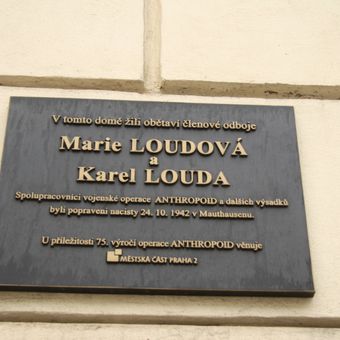 V tomto domě žili obětaví členové odboje
Marie LOUDOVÁ
a
Karel LOUDA
Spolupracovníci vojenské operace ANTHROPOID a dalších výsadků
byli popraveni nacisty 24. 10. 1942 v Mauthausenu.
U příležitosti 75. výročí operace ANTHROPOID věnuje
MĚSTSKÁ ČÁST PRAHA 2